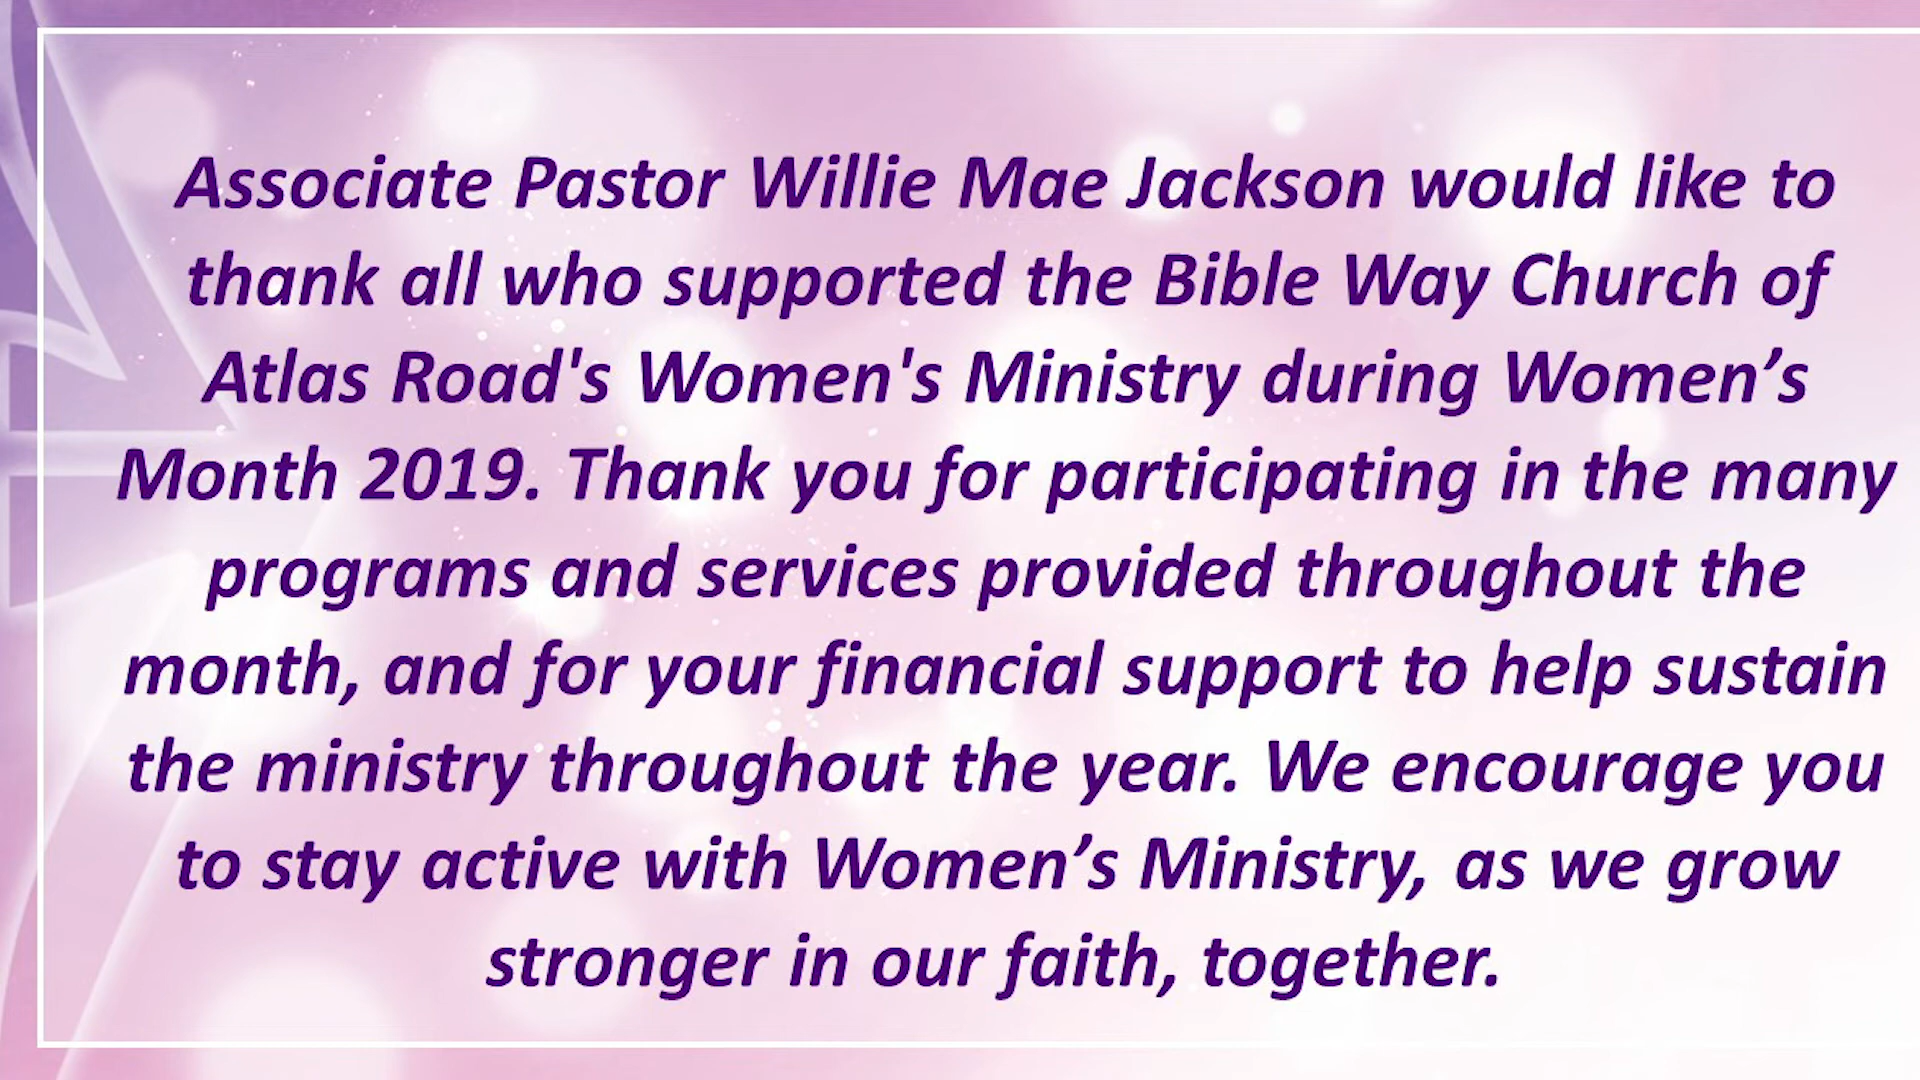 Associate Pastor Willie Mae Jackson would like to
thank all who supported the Bible Way Church of
Atlas Road's Women's Ministry during Women’s
Month 2019. Thank you for participating in the many
programs and services provided throughout the
month, and for your financial support to help sustain
the ministry throughout the year. We encourage you
to stay active with Women’s Ministry, as we grow
stronger in our faith, together.